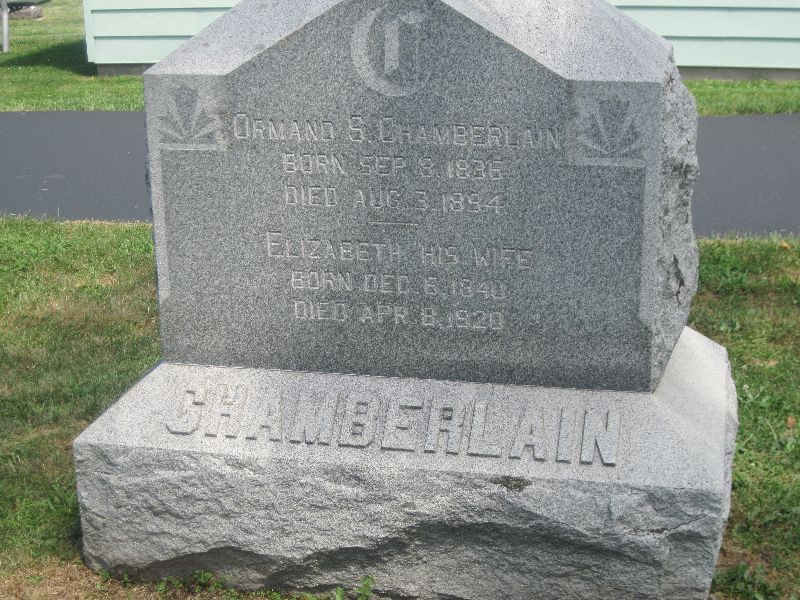 C
ORMAND S. CHAMBERLAIN
BORN SEP. 3, 1836
DIED AUG. 3, 1894
ELIZABETH, HIS WIFE
BORN DEC. 6, 1840
DIED APR. 8, 1920
CHAMBERLAIN